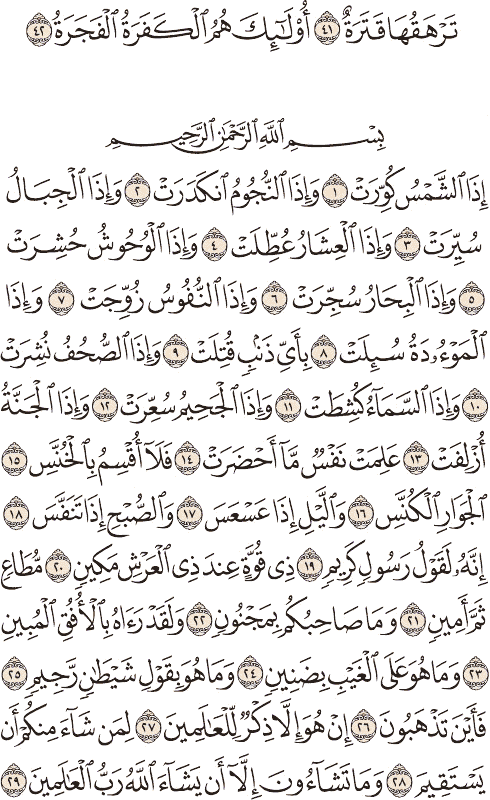 تَرْهَقُهَا قَتَرَةٌ ٤١ أُوْلَٰٓئِكَ هُمُ ٱلْكَفَرَةُ ٱلْفَجَرَةُ ٤٢
بِسْمِ ٱللَّهِ ٱلرَّحْمَٰنِ ٱلرَّحِيمِ
إِذَا ٱلشَّمْسُ كُوِّرَتْ ١ وَإِذَا ٱلنُّجُومُ ٱنكَدَرَتْ ٢ وَإِذَا ٱلْجِبَالُ
سُيِّرَتْ ٣ وَإِذَا ٱلْعِشَارُ عُطِّلَتْ ٤ وَإِذَا ٱلْوُحُوشُ حُشِرَتْ
٥ وَإِذَا ٱلْبِحَارُ سُجِّرَتْ ٦ وَإِذَا ٱلنُّفُوسُ زُوِّجَتْ ٧ وَإِذَا
ٱلْمَوْءُۥدَةُ سُئِلَتْ ٨ بِأَيِّ ذَنۢبٍ قُتِلَتْ ٩ وَإِذَا ٱلصُّحُفُ نُشِرَتْ
١٠ وَإِذَا ٱلسَّمَآءُ كُشِطَتْ ١١ وَإِذَا ٱلْجَحِيمُ سُعِّرَتْ ١٢ وَإِذَا ٱلْجَنَّةُ
أُزْلِفَتْ ١٣ عَلِمَتْ نَفْسٌ مَّآ أَحْضَرَتْ ١٤ فَلَآ أُقْسِمُ بِٱلْخُنَّسِ ١٥
ٱلْجَوَارِ ٱلْكُنَّسِ ١٦ وَٱلَّيْلِ إِذَا عَسْعَسَ ١٧ وَٱلصُّبْحِ إِذَا تَنَفَّسَ ١٨
إِنَّهُۥ لَقَوْلُ رَسُولٍ كَرِيمٍ ١٩ ذِي قُوَّةٍ عِندَ ذِي ٱلْعَرْشِ مَكِينٍ ٢٠ مُّطَاعٍ
ثَمَّ أَمِينٍ ٢١ وَمَا صَاحِبُكُم بِمَجْنُونٍ ٢٢ وَلَقَدْ رَءَاهُ بِٱلْأُفُقِ ٱلْمُبِينِ
٢٣ وَمَا هُوَ عَلَى ٱلْغَيْبِ بِضَنِينٍ ٢٤ وَمَا هُوَ بِقَوْلِ شَيْطَٰنٍ رَّجِيمٍ ٢٥
فَأَيْنَ تَذْهَبُونَ ٢٦ إِنْ هُوَ إِلَّا ذِكْرٌ لِّلْعَٰلَمِينَ ٢٧ لِمَن شَآءَ مِنكُمْ أَن
يَسْتَقِيمَ ٢٨ وَمَا تَشَآءُونَ إِلَّآ أَن يَشَآءَ ٱللَّهُ رَبُّ ٱلْعَٰلَمِينَ ٢٩